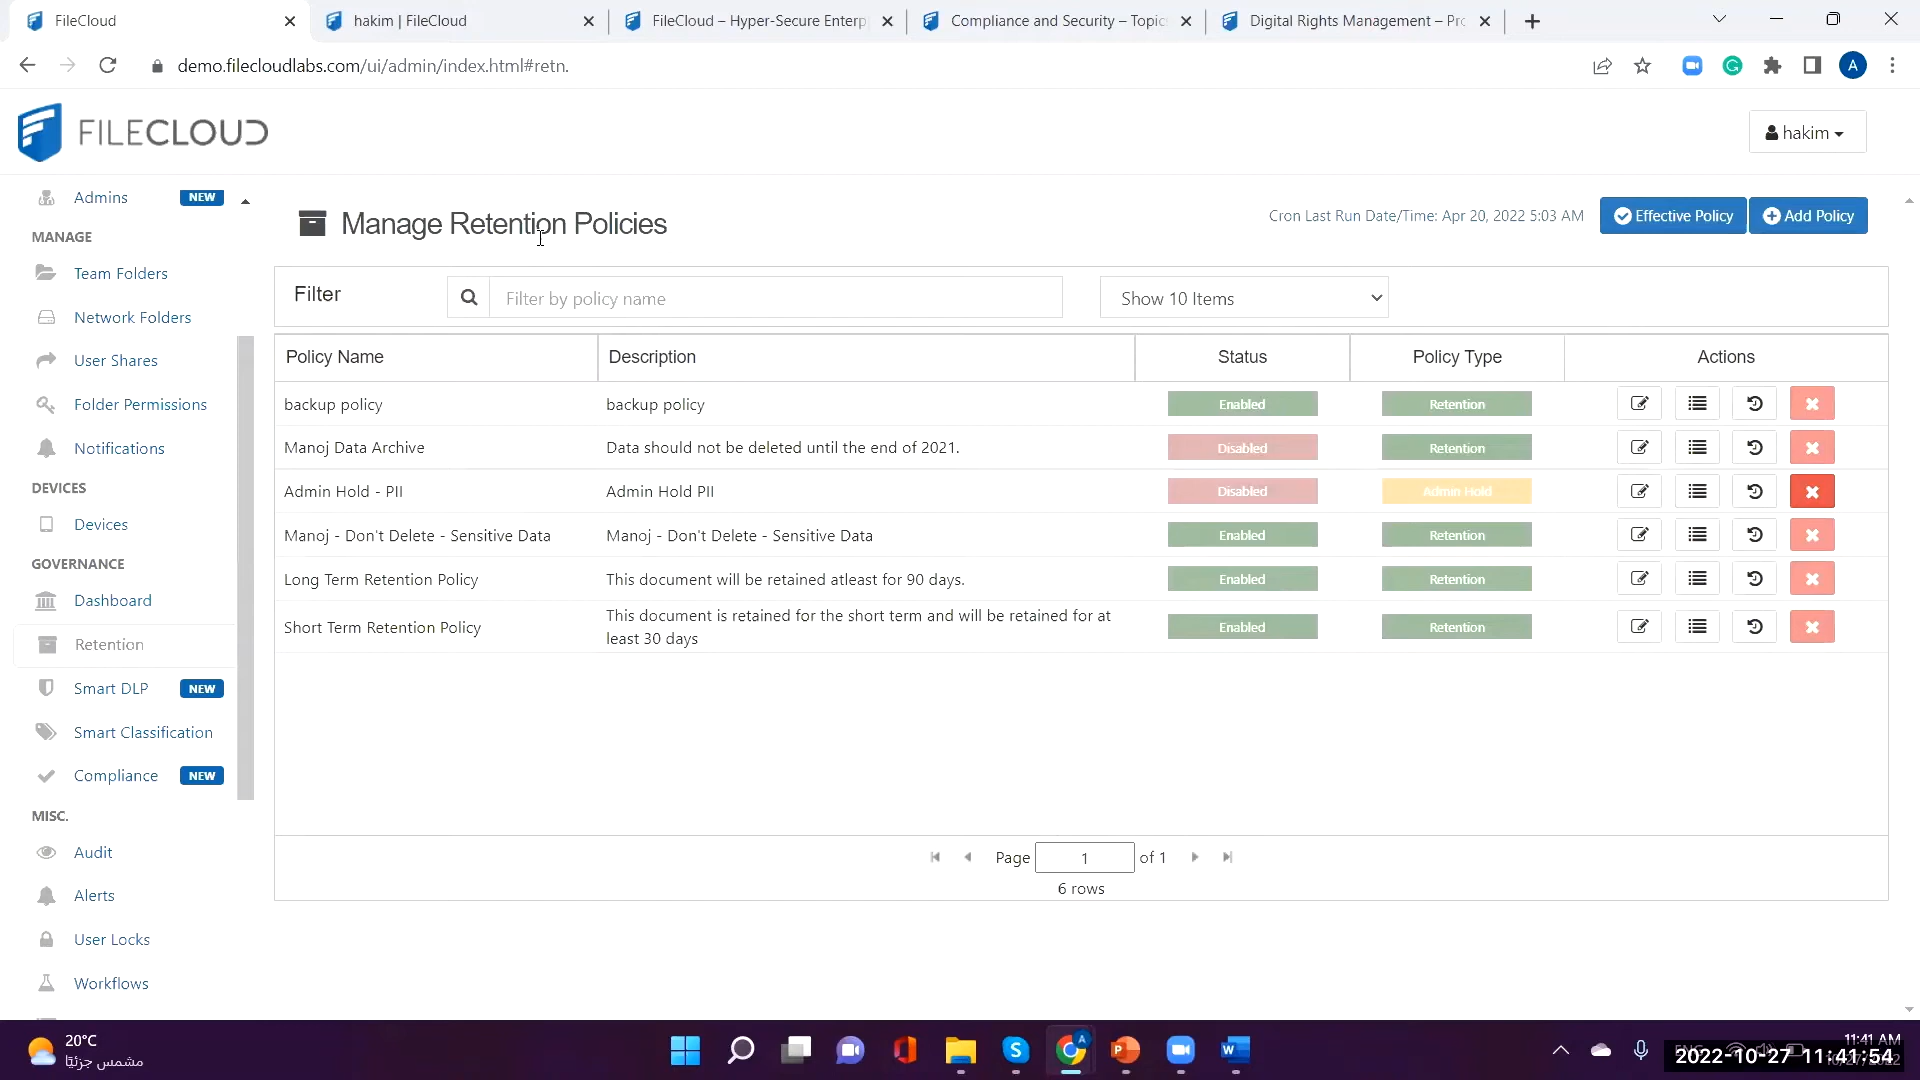 FileCloud
hakim | FileCloud
FileCloud – Hyper-Secure Enterp
Compliance and Security – Topic
Digital Rights Management – Pro
demo.filecloudlabs.com/ui/admin/index.html#retn.
A
FILECLOUD
hakim
Admins NEW
MANAGE
Team Folders
Network Folders
User Shares
Folder Permissions
Notifications
DEVICES
Devices
GOVERNANCE
Dashboard
Retention
Smart DLP NEW
Smart Classification
Compliance NEW
MISC.
Audit
Alerts
User Locks
Workflows
Manage Retention Policies
Cron Last Run Date/Time: Apr 20, 2022 5:03 AM
Effective Policy
Add Policy
Filter
Filter by policy name
Show 10 Items
Policy Name Description Status Policy Type Actions
backup policy backup policy Enabled Retention
Manoj Data Archive Data should not be deleted until the end of 2021. Disabled Retention
Admin Hold - PII Admin Hold PII Disabled Admin Hold
Manoj - Don't Delete - Sensitive Data Manoj - Don't Delete - Sensitive Data Enabled Retention
Long Term Retention Policy This document will be retained atleast for 90 days. Enabled Retention
Short Term Retention Policy This document is retained for the short term and will be retained for at
least 30 days Enabled Retention
Page 1 of 1
6 rows
20°C
مشمس جزئيًا
11:41 AM
2022-10-27 11:41:54